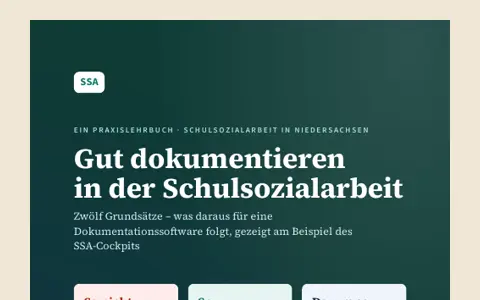 SSA
EIN PRAXISLEHRBUCH · SCHULSOZIALARBEIT IN NIEDERSACHSEN
Gut dokumentieren
in der Schulsozialarbeit
Zwölf Grundsätze – was daraus für eine
Dokumentationssoftware folgt, gezeigt am Beispiel des
SSA-Cockpits